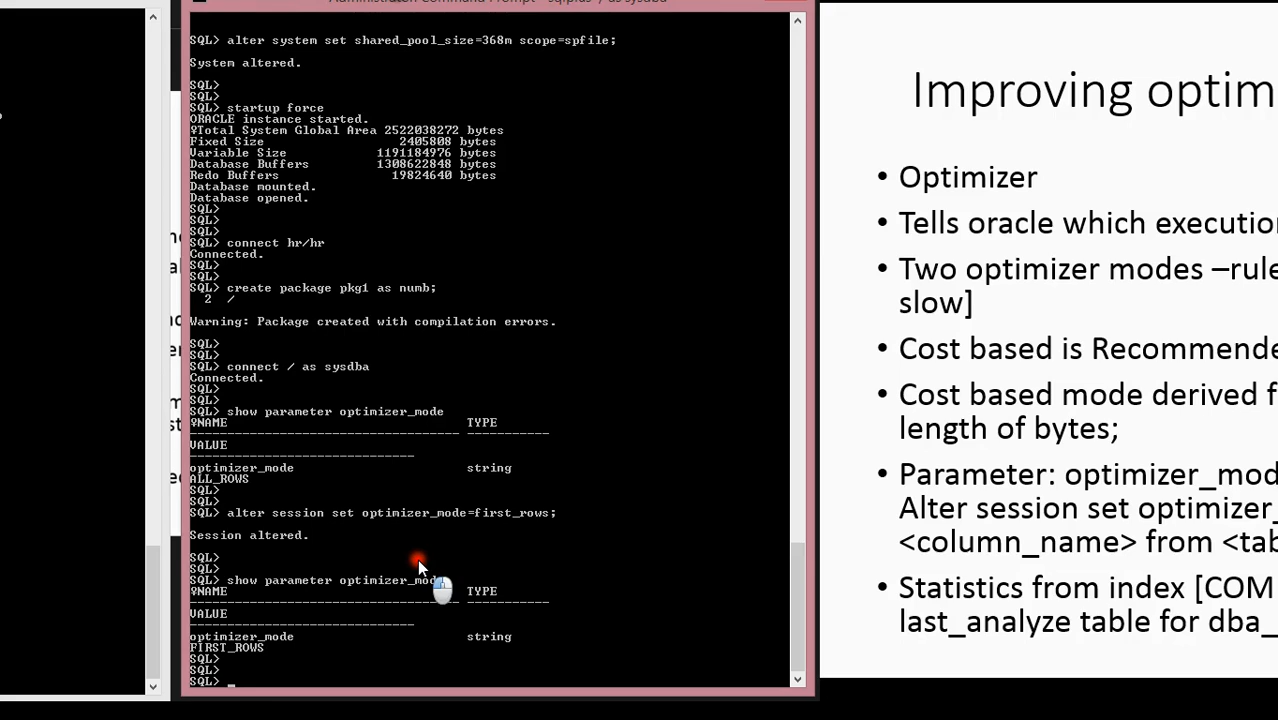 SQL> alter system set shared_pool_size=368m scope=spfile;
System altered.
SQL>
SQL>
SQL> startup force
ORACLE instance started.
Total System Global Area 2522038272 bytes
Fixed Size 2405808 bytes
Variable Size 1191184976 bytes
Database Buffers 1308622848 bytes
Redo Buffers 19824640 bytes
Database mounted.
Database opened.
SQL>
SQL>
SQL>
SQL> connect hr/hr
Connected.
SQL>
SQL>
SQL> create package pkg1 as numb;
2 /
Warning: Package created with compilation errors.
SQL>
SQL>
SQL> connect / as sysdba
Connected.
SQL>
SQL>
SQL> show parameter optimizer_mode
NAME TYPE
VALUE
optimizer_mode string
ALL_ROWS
SQL>
SQL>
SQL> alter session set optimizer_mode=first_rows;
Session altered.
SQL>
SQL>
SQL> show parameter optimizer_mode
NAME TYPE
VALUE
optimizer_mode string
FIRST_ROWS
SQL>
SQL>
SQL>
Improving optim
• Optimizer
• Tells oracle which execution
• Two optimizer modes –rule
slow]
• Cost based is Recommende
• Cost based mode derived f
length of bytes;
• Parameter: optimizer_mod
Alter session set optimizer_
<column_name> from <tab
• Statistics from index [COM
last_analyze table for dba_